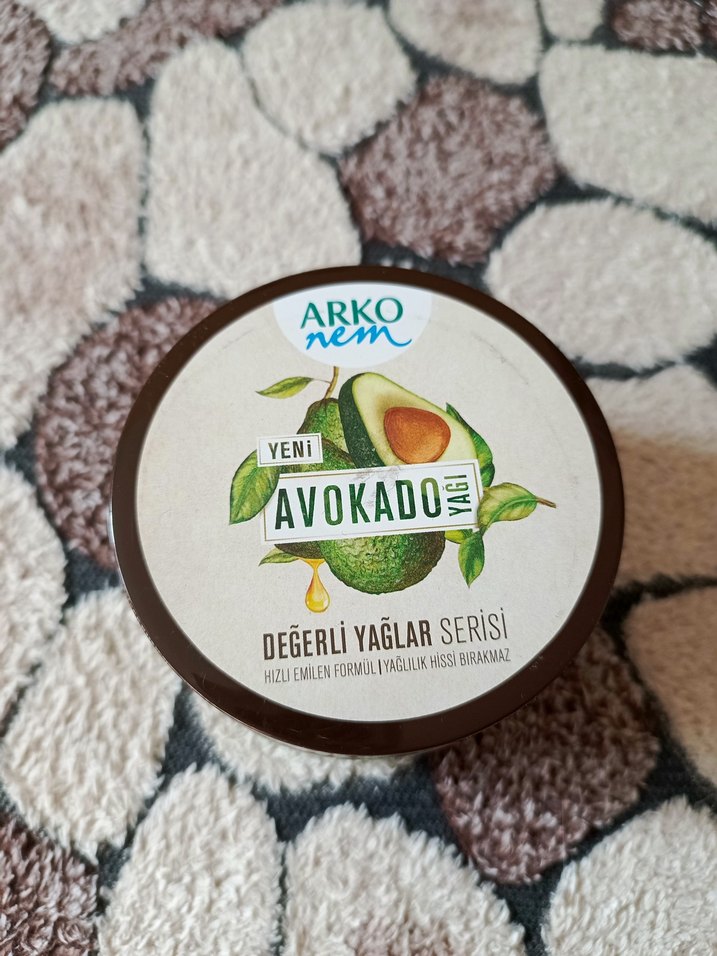 ARKO
nem
YENİ
AVOKADO YAĞI
DEĞERLİ YAĞLAR SERİSİ
HIZLI EMİLEN FORMÜL | YAĞLILIK HİSSİ BIRAKMAZ